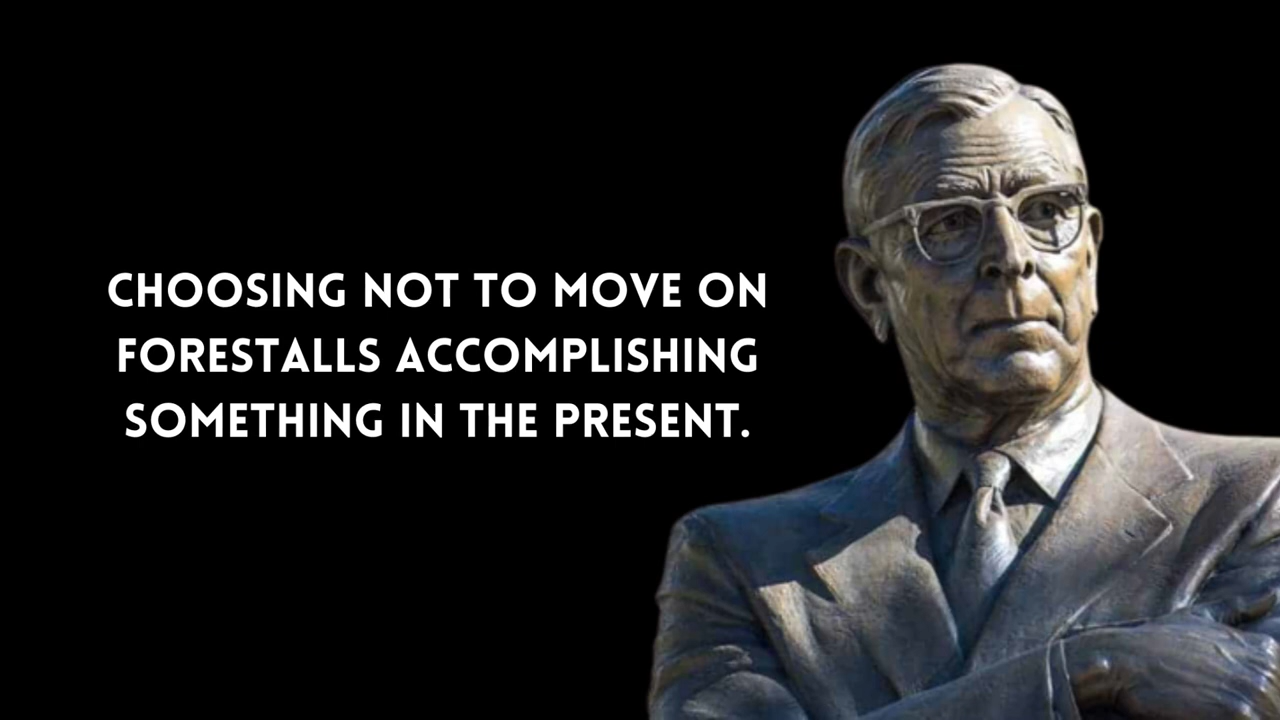 CHOOSING NOT TO MOVE ON
FORESTALLS ACCOMPLISHING
SOMETHING IN THE PRESENT.